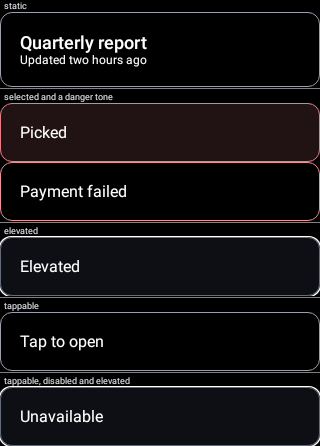 static
Quarterly report
Updated two hours ago
selected and a danger tone
Picked
Payment failed
elevated
Elevated
tappable
Tap to open
tappable, disabled and elevated
Unavailable